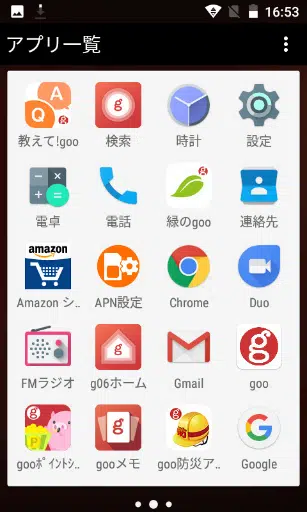 16:53
アプリ一覧
教えて!goo 検索 時計 設定
電卓 電話 緑のgoo 連絡先
amazon
Amazon シ.. APN設定 Chrome Duo
FMラジオ g06ホーム Gmail goo
gooﾎﾟｲﾝﾄｼ.. gooメモ goo防災ア.. Google